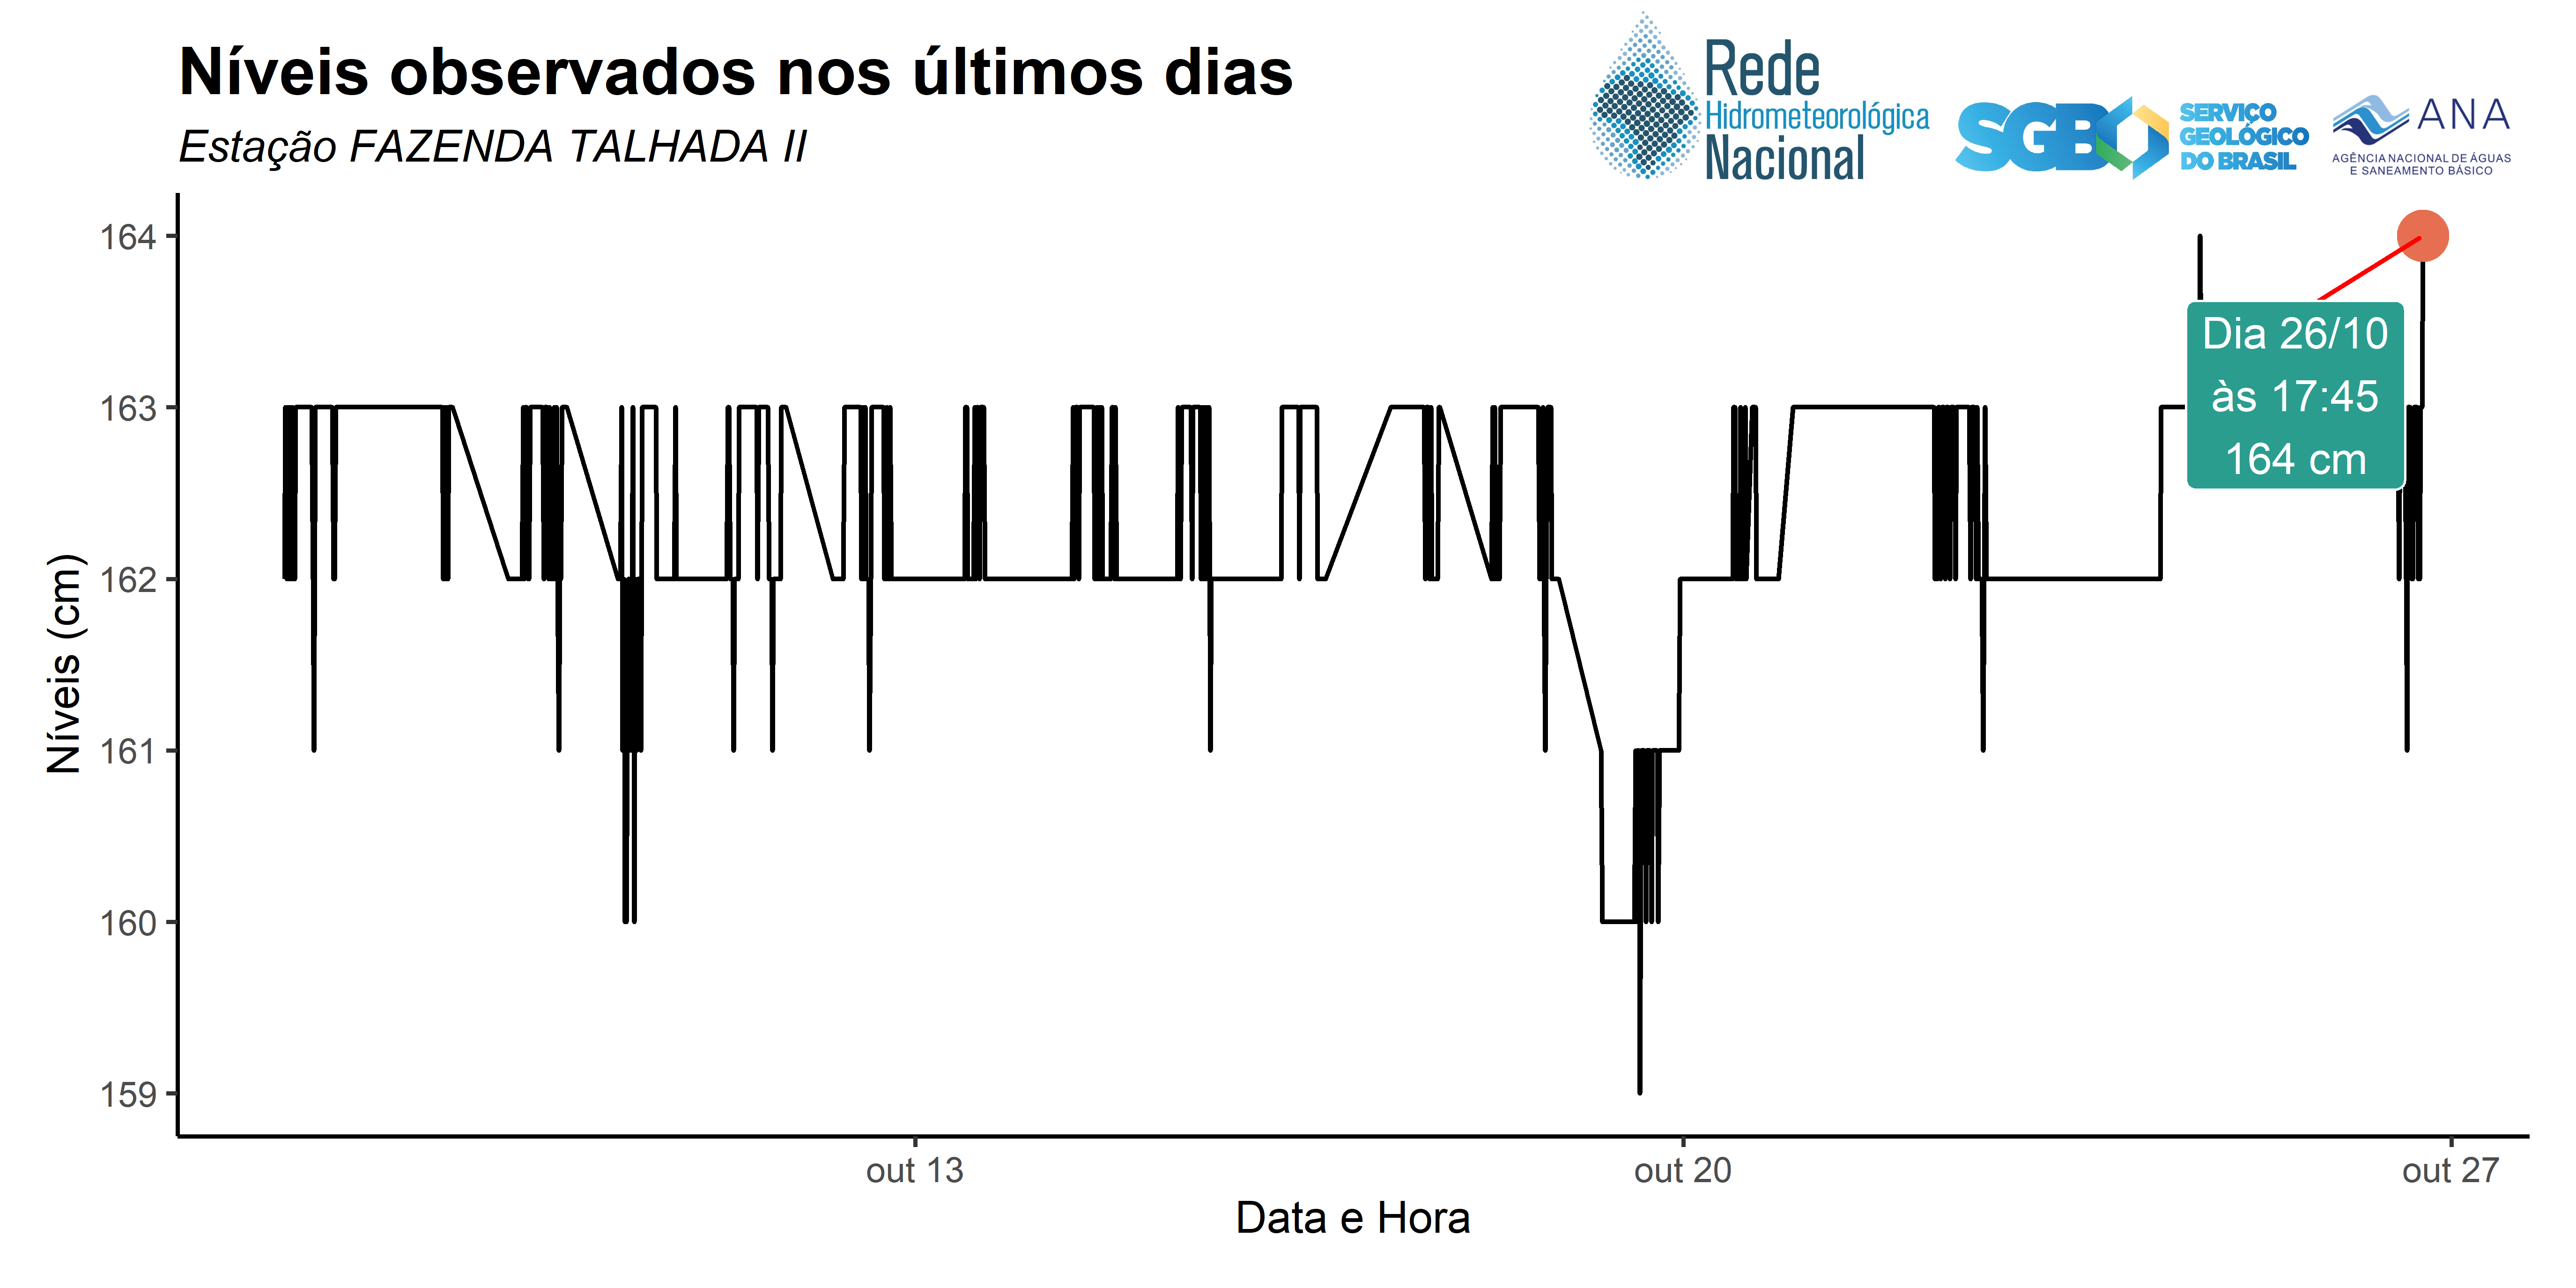 Níveis observados nos últimos dias
Estação FAZENDA TALHADA II
Rede
Hidrometeorológica
Nacional
SGB
SERVIÇO
GEOLÓGICO
DO BRASIL
ANA
AGÊNCIA NACIONAL DE ÁGUAS
E SANEAMENTO BÁSICO
Níveis (cm)
164
163
162
161
160
159
Dia 26/10
às 17:45
164 cm
out 13
out 20
out 27
Data e Hora